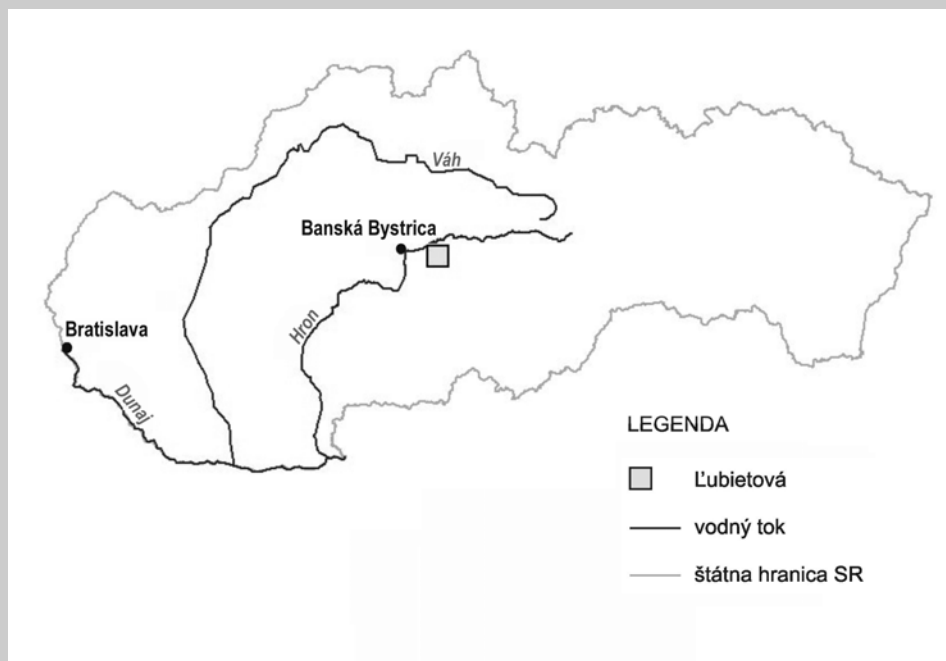 Váh
Banská Bystrica
Hron
Bratislava
Dunaj
LEGENDA
Ľubietová
vodný tok
štátna hranica SR